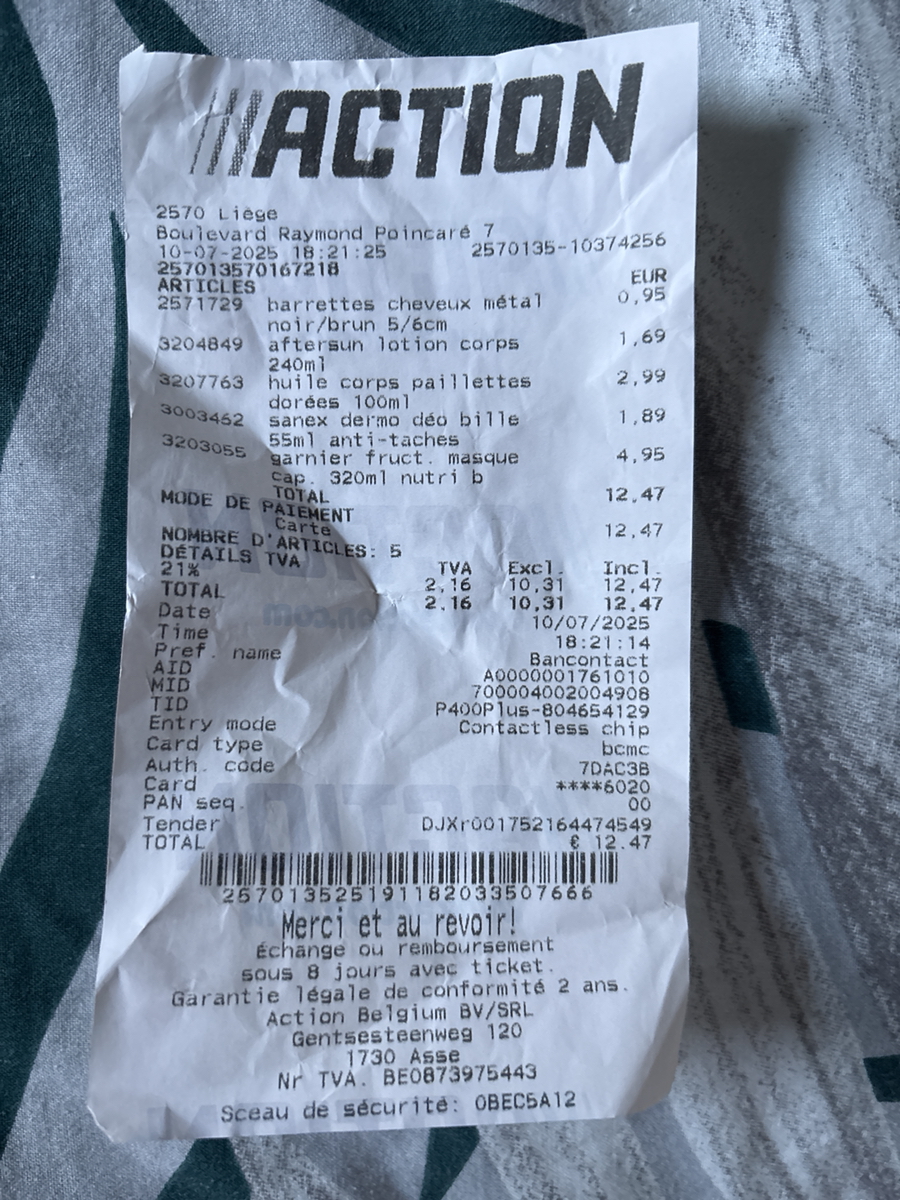 ACTION
2570 Liège
Boulevard Raymond Poincaré 7
10-07-2025 18:21:25 2570135-10374256
257013570167218
ARTICLES EUR
2571729 barrettes cheveux métal 0,95
noir/brun 5/6cm
3204849 aftersun lotion corps 1,69
240ml
3207763 huile corps paillettes 2,99
dorées 100ml
3003462 sanex dermo déo bille 1,89
55ml anti-taches
3203055 garnier fruct. masque 4,95
cap. 320ml nutri b
TOTAL 12,47
MODE DE PAIEMENT
Carte 12,47
NOMBRE D'ARTICLES: 5
DÉTAILS TVA TVA Excl. Incl.
21% 2,16 10,31 12,47
TOTAL 2,16 10,31 12,47
Date 10/07/2025
Time 18:21:14
Pref. name Bancontact
AID A0000001761010
MID 700004002004908
TID P400Plus-804654129
Entry mode Contactless chip
Card type bcmc
Auth. code 7DAC3B
Card ****6020
PAN seq. 00
Tender DJXr001752164474549
TOTAL € 12.47
257013525191182033507666
Merci et au revoir!
Échange ou remboursement
sous 8 jours avec ticket.
Garantie légale de conformité 2 ans.
Action Belgium BV/SRL
Gentsesteenweg 120
1730 Asse
Nr TVA. BE0873975443
Sceau de sécurité: 0BEC5A12